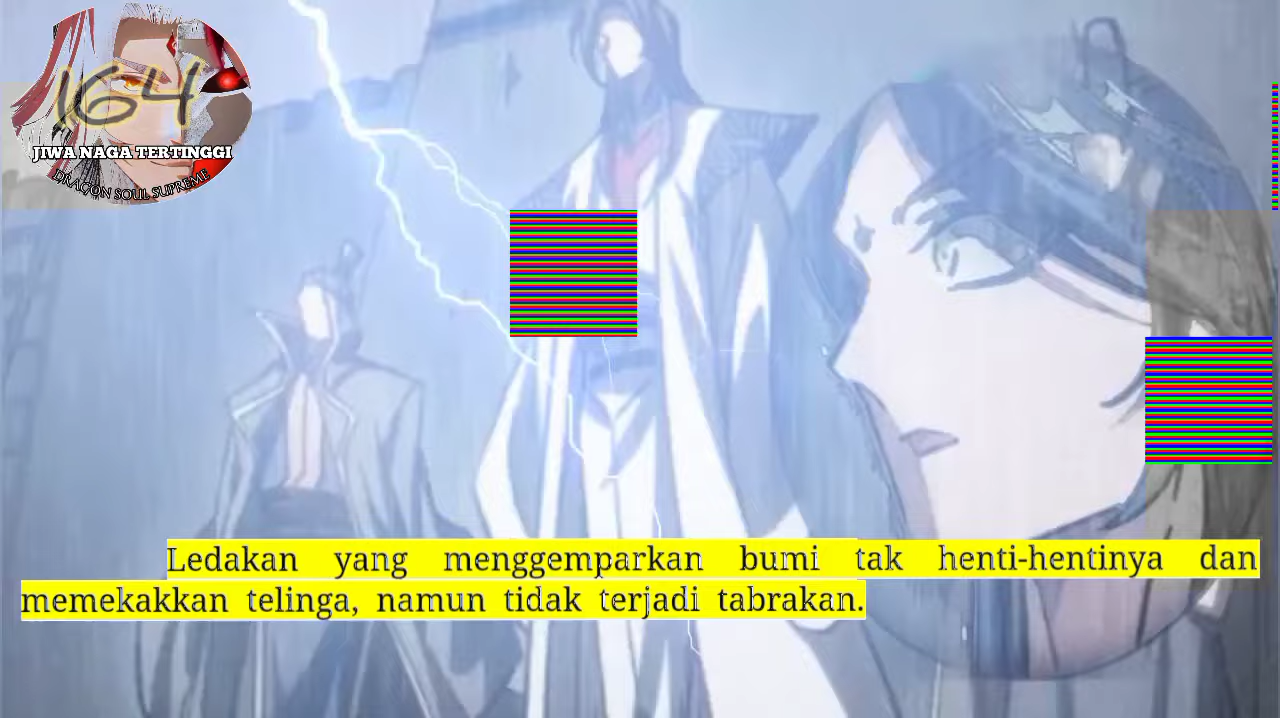 164
JIWA NAGA TERTINGGI
DRAGON SOUL SUPREME
Ledakan yang menggemparkan bumi tak henti-hentinya dan
memekakkan telinga, namun tidak terjadi tabrakan.